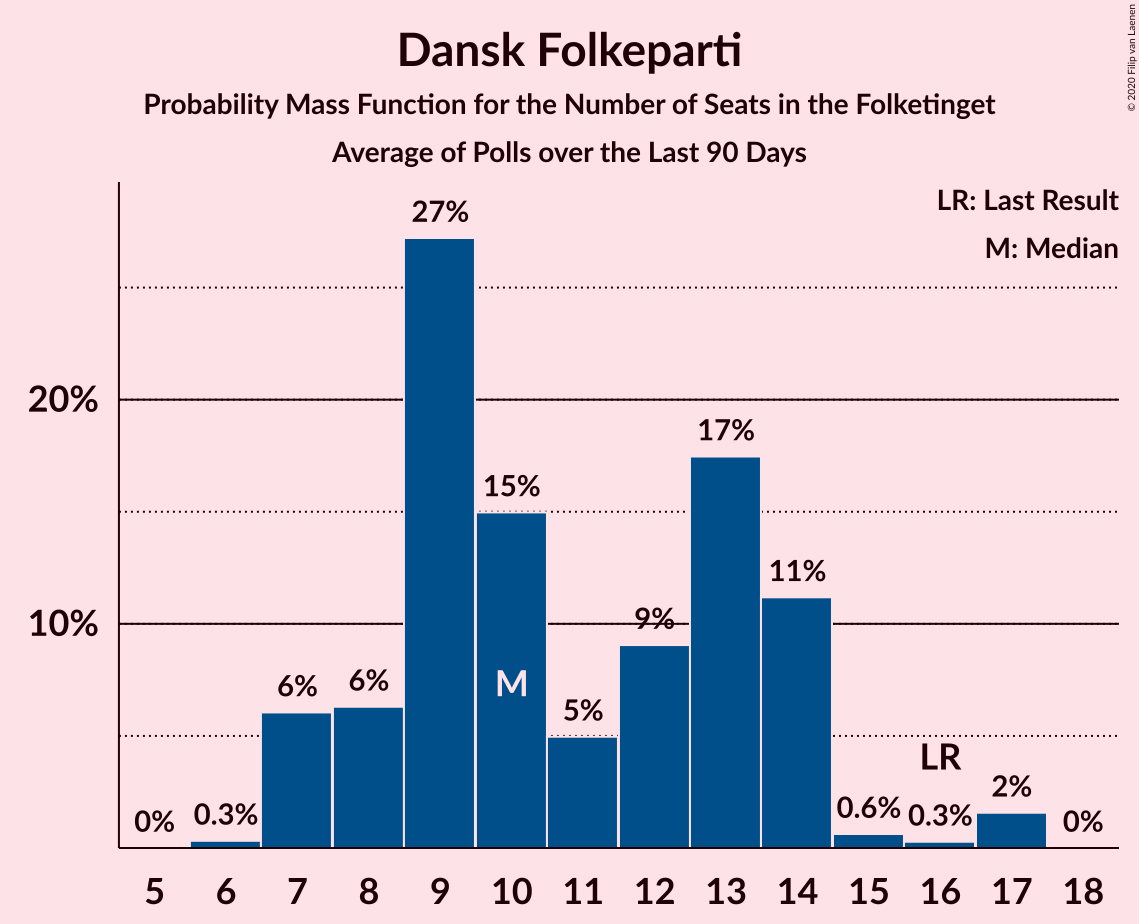 Dansk Folkeparti
Probability Mass Function for the Number of Seats in the Folketinget
Average of Polls over the Last 90 Days
© 2020 Filip van Laenen
LR: Last Result
M: Median
27%
20%
17%
15%
11%
10%
9%
M
6%
6%
5%
LR
2%
0%
0.3%
0.6%
0.3%
0%
5 6 7 8 9 10 11 12 13 14 15 16 17 18